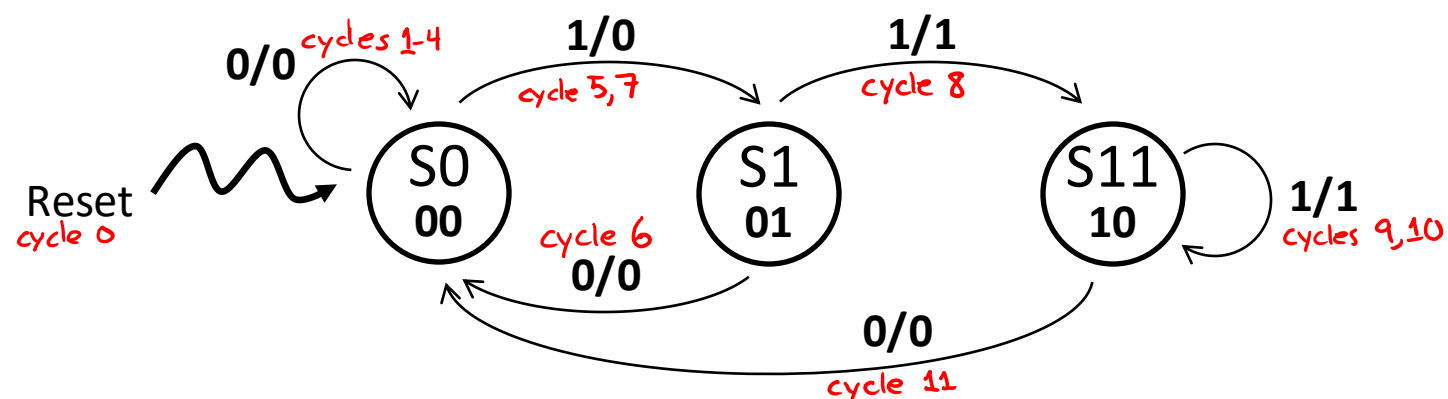 0/0
cycles 1-4
1/0
cycle 5,7
1/1
cycle 8
Reset
cycle 0
S0
00
S1
01
S11
10
1/1
cycles 9,10
cycle 6
0/0
0/0
cycle 11